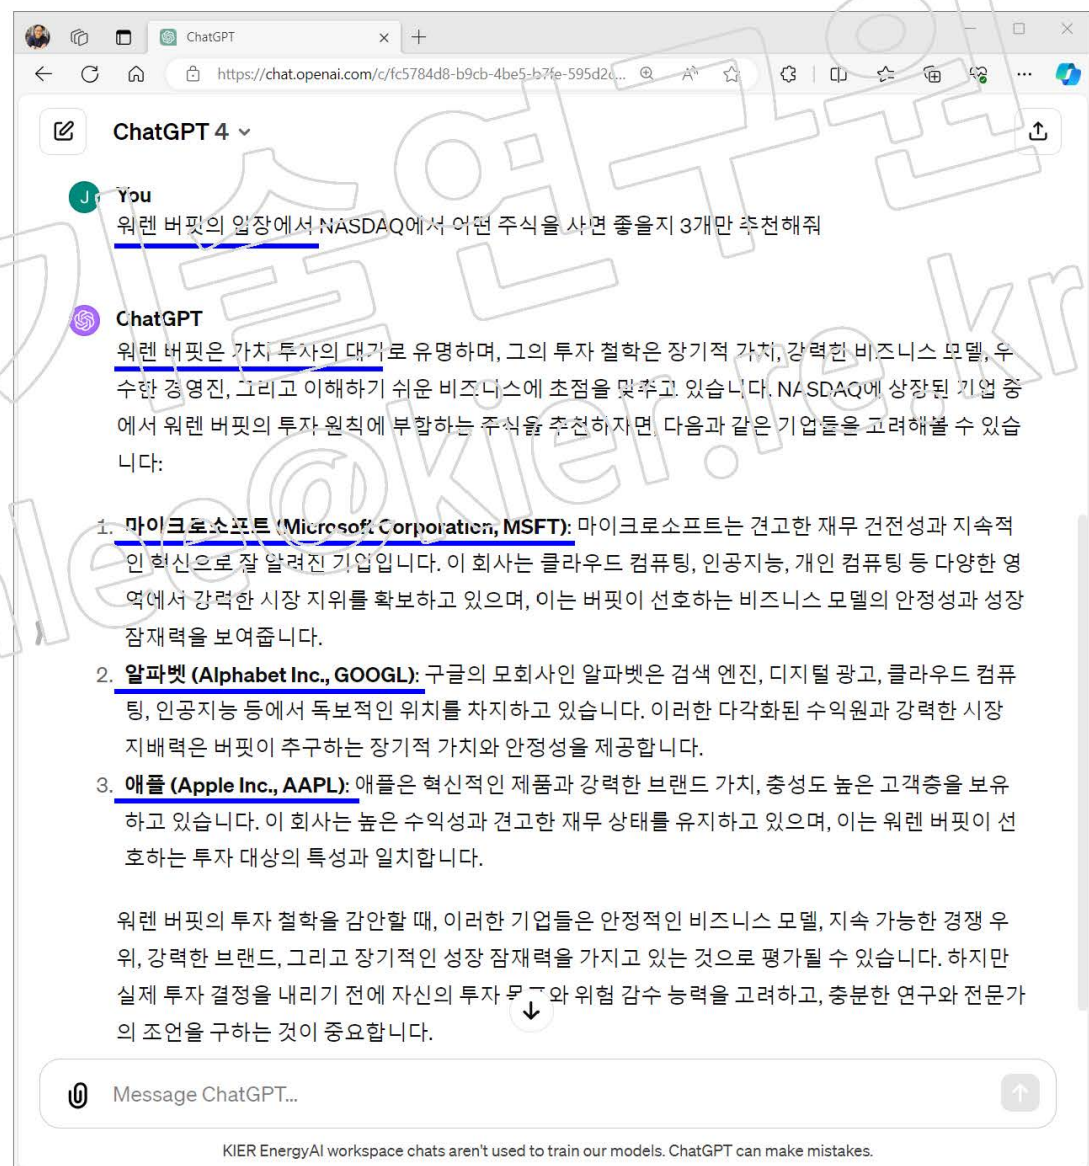 ChatGPT
https://chat.openai.com/c/fc5784d8-b9cb-4be5-b7fe-595d2c...
ChatGPT 4
J
You
워렌 버핏의 입장에서 NASDAQ에서 어떤 주식을 사면 좋을지 3개만 추천해줘
ChatGPT
워렌 버핏은 가치 투자의 대가로 유명하며, 그의 투자 철학은 장기적 가치, 강력한 비즈니스 모델, 우
수한 경영진, 그리고 이해하기 쉬운 비즈니스에 초점을 맞추고 있습니다. NASDAQ에 상장된 기업 중
에서 워렌 버핏의 투자 원칙에 부합하는 주식을 추천하자면, 다음과 같은 기업들을 고려해볼 수 있습
니다:
1. 마이크로소프트 (Microsoft Corporation, MSFT): 마이크로소프트는 견고한 재무 건전성과 지속적
인 혁신으로 잘 알려진 기업입니다. 이 회사는 클라우드 컴퓨팅, 인공지능, 개인 컴퓨팅 등 다양한 영
역에서 강력한 시장 지위를 확보하고 있으며, 이는 버핏이 선호하는 비즈니스 모델의 안정성과 성장
잠재력을 보여줍니다.
2. 알파벳 (Alphabet Inc., GOOGL): 구글의 모회사인 알파벳은 검색 엔진, 디지털 광고, 클라우드 컴퓨
팅, 인공지능 등에서 독보적인 위치를 차지하고 있습니다. 이러한 다각화된 수익원과 강력한 시장
지배력은 버핏이 추구하는 장기적 가치와 안정성을 제공합니다.
3. 애플 (Apple Inc., AAPL): 애플은 혁신적인 제품과 강력한 브랜드 가치, 충성도 높은 고객층을 보유
하고 있습니다. 이 회사는 높은 수익성과 견고한 재무 상태를 유지하고 있으며, 이는 워렌 버핏이 선
호하는 투자 대상의 특성과 일치합니다.
워렌 버핏의 투자 철학을 감안할 때, 이러한 기업들은 안정적인 비즈니스 모델, 지속 가능한 경쟁 우
위, 강력한 브랜드, 그리고 장기적인 성장 잠재력을 가지고 있는 것으로 평가될 수 있습니다. 하지만
실제 투자 결정을 내리기 전에 자신의 투자 목표와 위험 감수 능력을 고려하고, 충분한 연구와 전문가
의 조언을 구하는 것이 중요합니다.
Message ChatGPT...
KIER EnergyAI workspace chats aren't used to train our models. ChatGPT can make mistakes.
기술연구원
lee@kier.re.kr